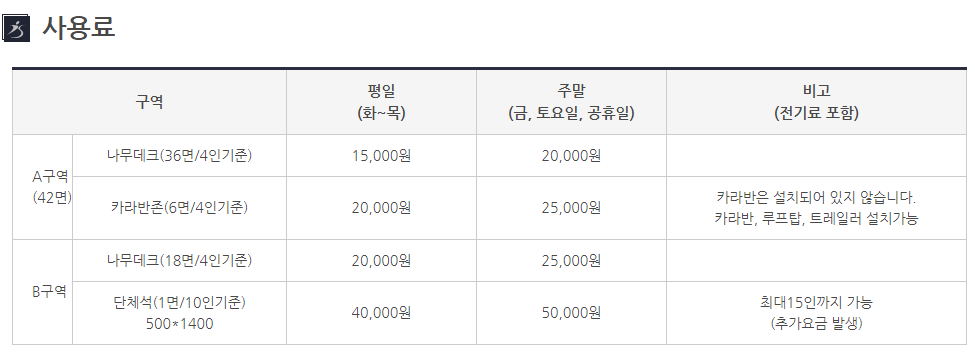 사용료
구역
평일
(화~목)
주말
(금, 토요일, 공휴일)
비고
(전기료 포함)
A구역
(42면)
나무데크(36면/4인기준)
15,000원
20,000원
카라반존(6면/4인기준)
20,000원
25,000원
카라반은 설치되어 있지 않습니다.
카라반, 루프탑, 트레일러 설치가능
B구역
나무데크(18면/4인기준)
20,000원
25,000원
단체석(1면/10인기준)
500*1400
40,000원
50,000원
최대15인까지 가능
(추가요금 발생)